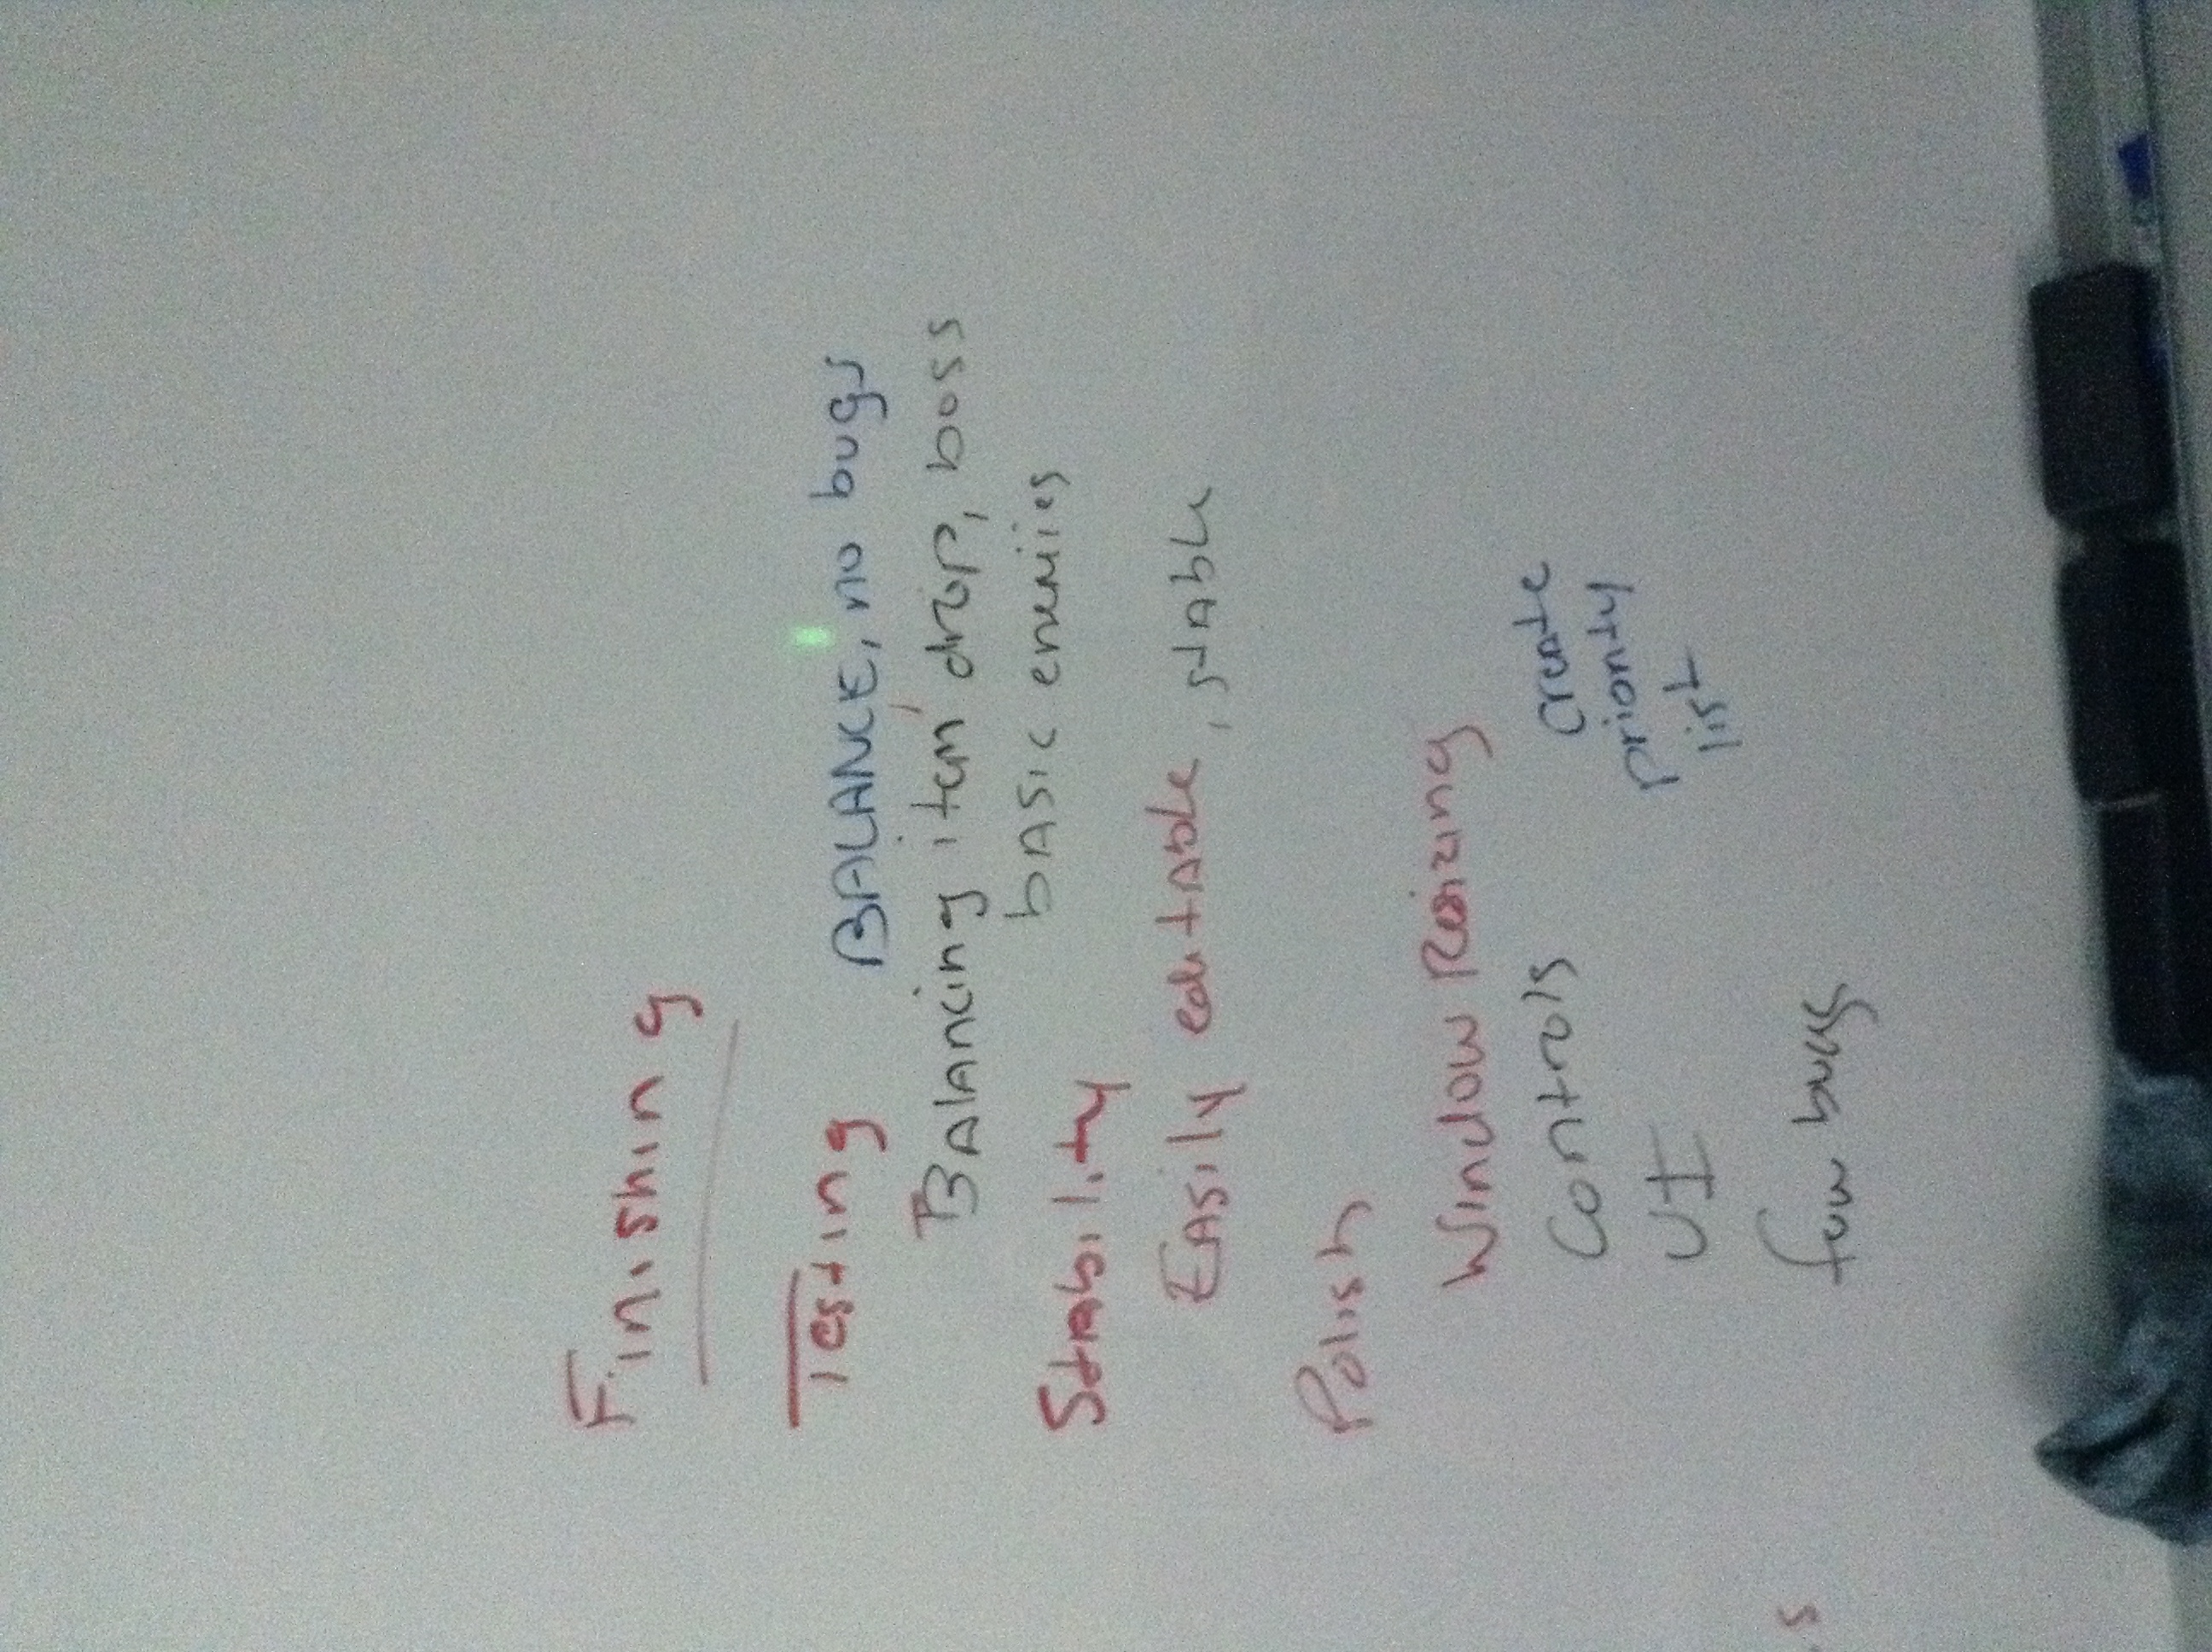 Finishing
Testing BALANCE, no bugs
Balancing item drop, boss
basic enemiies
Stability
Easily editable, stable
Polish
Window Resizing
Controls
UI
few bugs
create
priority
list